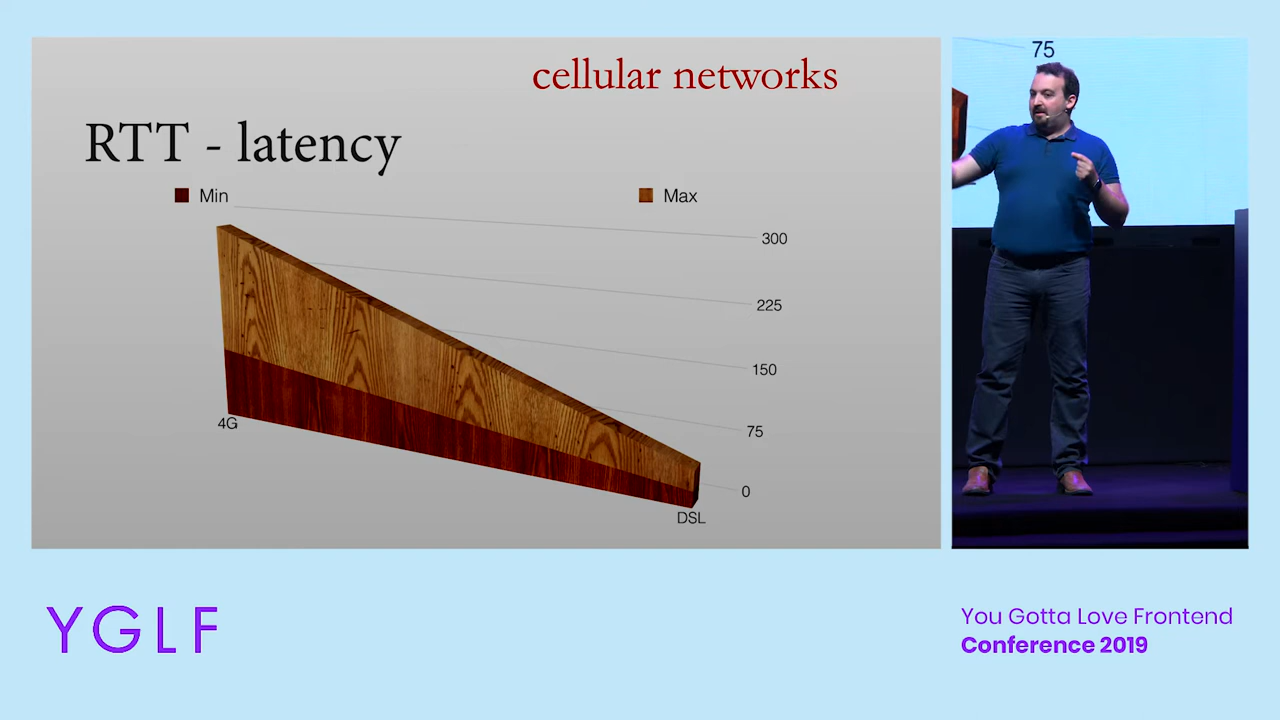 cellular networks
RTT - latency
Min
Max
300
225
150
75
0
4G
DSL
75
YGLF
You Gotta Love Frontend
Conference 2019